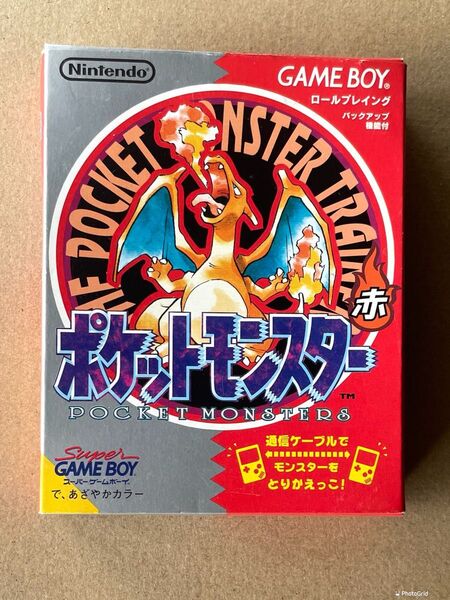 Nintendo
GAME BOY®
ロールプレイング
バックアップ
機能付
THE POCKET MONSTER TRAINE
赤
ポケットモンスター
TM
POCKET MONSTERS
Super
GAME BOY
スーパーゲームボーイ
で、あざやかカラー
通信ケーブルで
モンスターを
とりかえっこ!
PhotoGrid